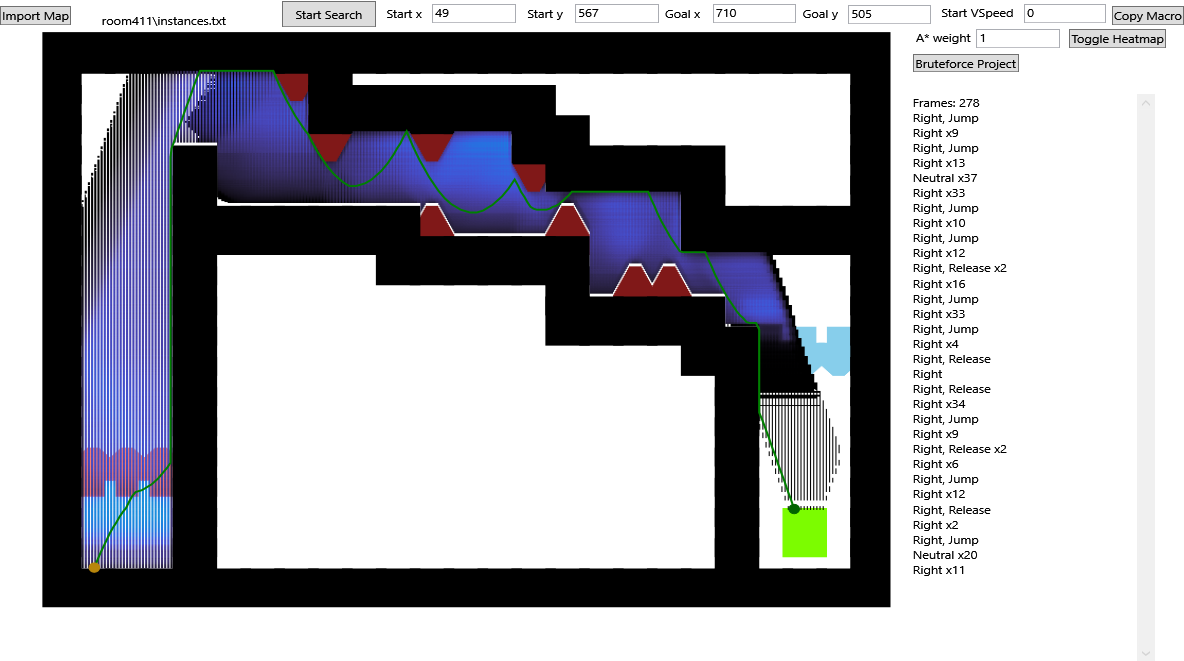 Import Map
room411\instances.txt
Start Search
Start x 49
Start y 567
Goal x 710
Goal y 505
Start VSpeed 0
Copy Macro
A* weight 1
Toggle Heatmap
Bruteforce Project
Frames: 278
Right, Jump
Right x9
Right, Jump
Right x13
Neutral x37
Right x33
Right, Jump
Right x10
Right, Jump
Right x12
Right, Release x2
Right x16
Right, Jump
Right x33
Right, Jump
Right x4
Right, Release
Right
Right, Release
Right x34
Right, Jump
Right x9
Right, Release x2
Right x6
Right, Jump
Right x12
Right, Release
Right x2
Right, Jump
Neutral x20
Right x11